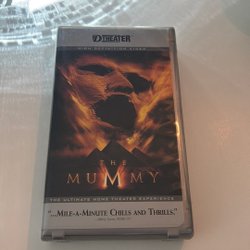 D THEATER
HIGH DEFINITION VIDEO
THE
MUMMY
THE ULTIMATE HOME THEATER EXPERIENCE
"...MILE-A-MINUTE CHILLS AND THRILLS."